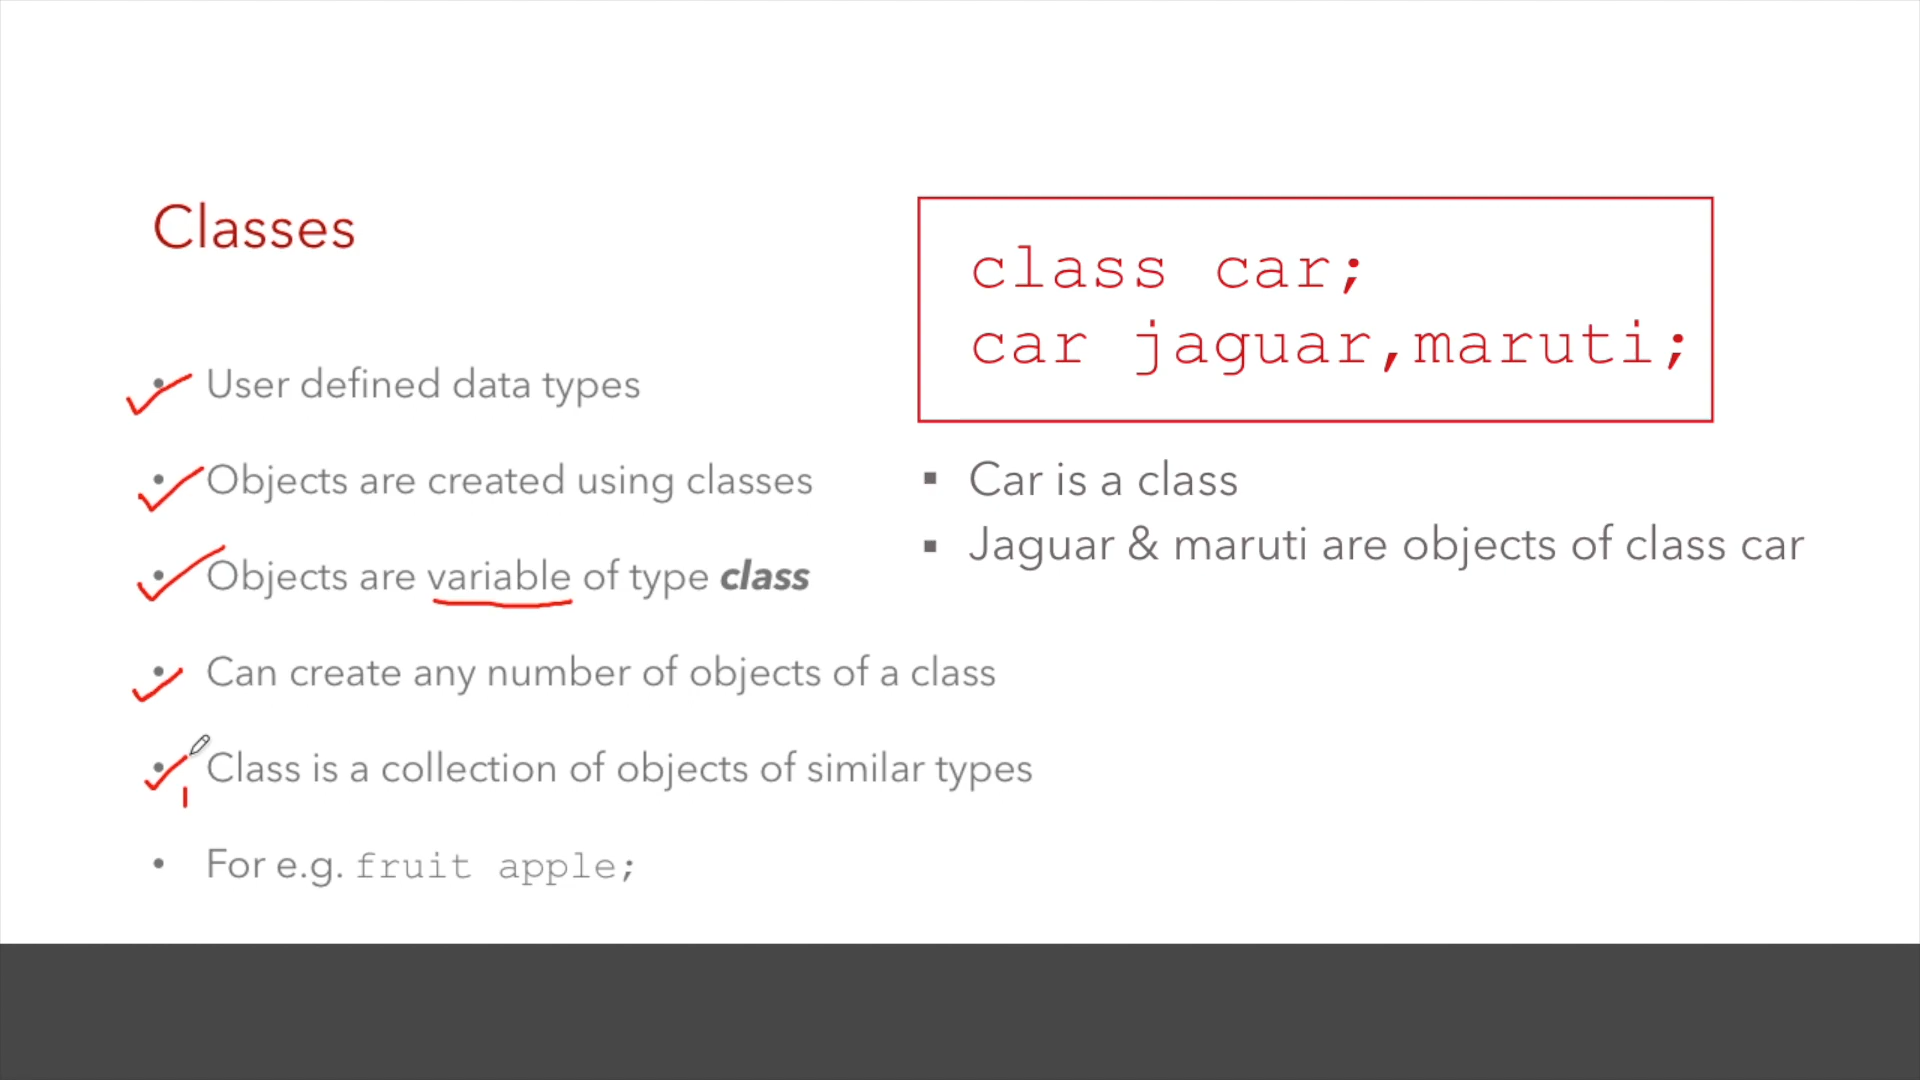 Classes
• User defined data types
• Objects are created using classes
• Objects are variable of type class
• Can create any number of objects of a class
• Class is a collection of objects of similar types
• For e.g. fruit apple;
class car;
car jaguar,maruti;
▪ Car is a class
▪ Jaguar & maruti are objects of class car